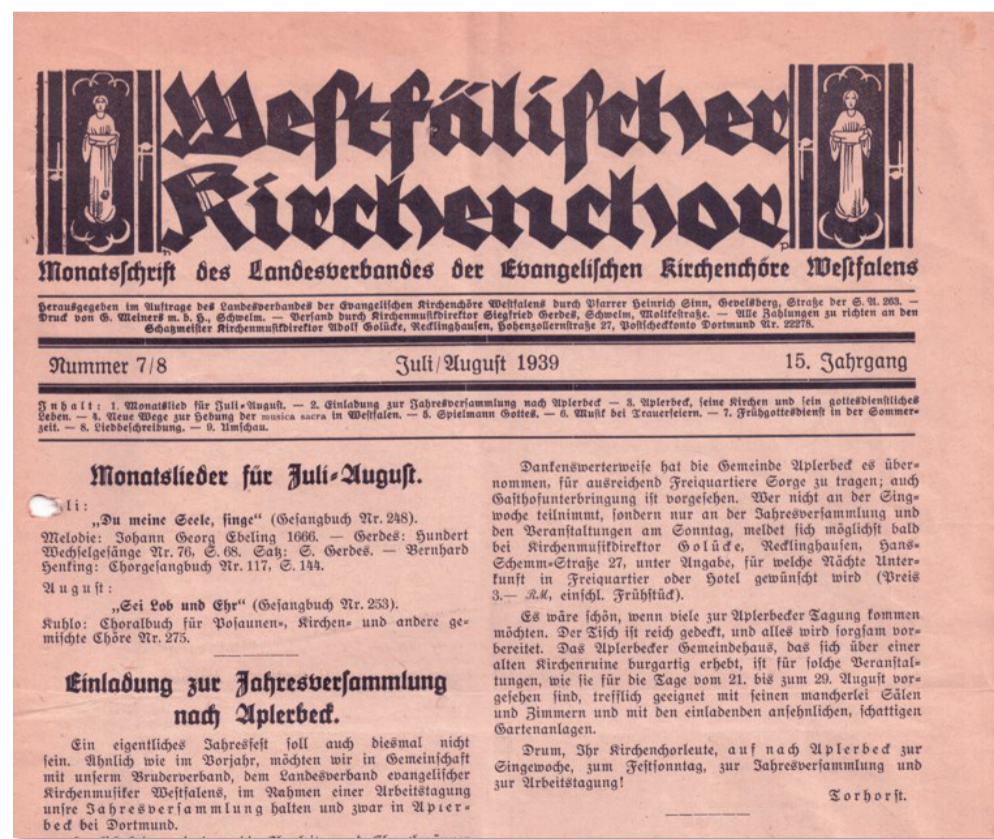 Westfälischer
Kirchenchor
Monatsschrift des Landesverbandes der Evangelischen Kirchenchöre Westfalens
Herausgegeben im Auftrage des Landesverbandes der Evangelischen Kirchenchöre Westfalens durch Pfarrer Heinrich Sinn, Gevelsberg, Straße der S. A. 263. —
Druck von G. Meiners m. b. H., Schwelm. — Versand durch Kirchenmusikdirektor Siegfried Gerdes, Schwelm, Moltkestraße. — Alle Zahlungen zu richten an den
Schatzmeister Kirchenmusikdirektor Adolf Golücke, Recklinghausen, Hohenzollernstraße 27, Postscheckkonto Dortmund Nr. 22278.
Nummer 7/8 Juli/August 1939 15. Jahrgang
Inhalt: 1. Monatslied für Juli-August. — 2. Einladung zur Jahresversammlung nach Aplerbeck — 3. Aplerbeck, seine Kirchen und sein gottesdienstliches
Leben. — 4. Neue Wege zur Hebung der musica sacra in Westfalen. — 5. Spielmann Gottes. — 6. Musik bei Trauerfeiern. — 7. Frühgottesdienst in der Sommer-
zeit. — 8. Liedbeschreibung. — 9. Umschau.
Monatslieder für Juli-August.
li:
„Du meine Seele, singe“ (Gesangbuch Nr. 248).
Melodie: Johann Georg Ebeling 1666. — Gerdes: Hundert
Wechselgesänge Nr. 76, S. 68. Satz: S. Gerdes. — Bernhard
Henking: Chorgesangbuch Nr. 117, S. 144.
August:
„Sei Lob und Ehr“ (Gesangbuch Nr. 253).
Kuhlo: Choralbuch für Posaunen-, Kirchen- und andere ge-
mischte Chöre Nr. 275.
Einladung zur Jahresversammlung
nach Aplerbeck.
Ein eigentliches Jahresfest soll auch diesmal nicht
sein. Ähnlich wie im Vorjahr, möchten wir in Gemeinschaft
mit unserm Bruderverband, dem Landesverband evangelischer
Kirchenmusiker Westfalens, im Rahmen einer Arbeitstagung
unsre Jahresversammlung halten und zwar in Apler-
beck bei Dortmund.
Dankenswerterweise hat die Gemeinde Aplerbeck es über-
nommen, für ausreichend Freiquartiere Sorge zu tragen; auch
Gasthofunterbringung ist vorgesehen. Wer nicht an der Sing-
woche teilnimmt, sondern nur an der Jahresversammlung und
den Veranstaltungen am Sonntag, meldet sich möglichst bald
bei Kirchenmusikdirektor Golücke, Recklinghausen, Hans-
Schemm-Straße 27, unter Angabe, für welche Nächte Unter-
kunft in Freiquartier oder Hotel gewünscht wird (Preis
3.— RM, einschl. Frühstück).
Es wäre schön, wenn viele zur Aplerbecker Tagung kommen
möchten. Der Tisch ist reich gedeckt, und alles wird sorgsam vor-
bereitet. Das Aplerbecker Gemeindehaus, das sich über einer
alten Kirchenruine burgartig erhebt, ist für solche Veranstal-
tungen, wie sie für die Tage vom 21. bis zum 29. August vor-
gesehen sind, trefflich geeignet mit seinen mancherlei Sälen
und Zimmern und mit den einladenden ansehnlichen, schattigen
Gartenanlagen.
Drum, Ihr Kirchenchorleute, auf nach Aplerbeck zur
Singewoche, zum Festsonntag, zur Jahresversammlung und
zur Arbeitstagung!
Torhorst.